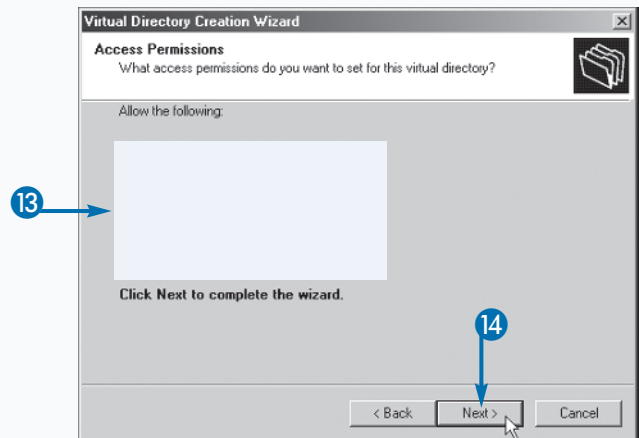 Virtual Directory Creation Wizard
Access Permissions
What access permissions do you want to set for this virtual directory?
Allow the following:
13
Click Next to complete the wizard.
14
< Back
Next >
Cancel